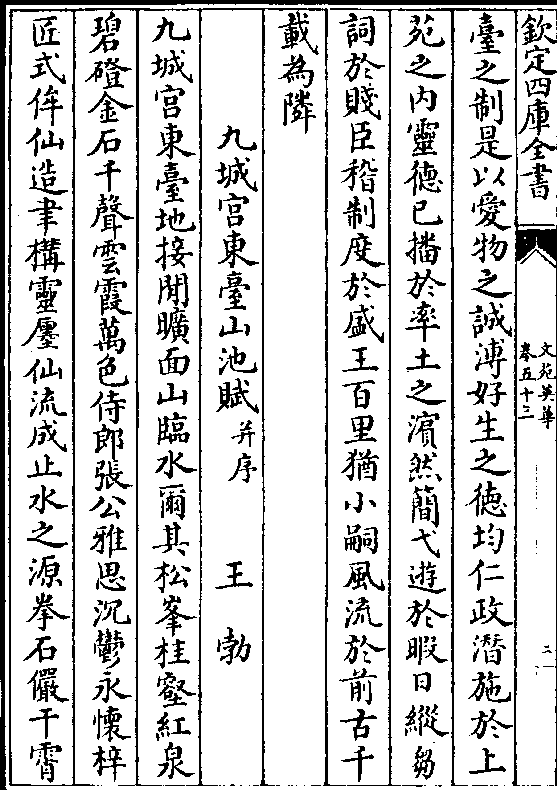 欽定四庫全書
文苑英華
卷五十三
二
臺之制是以愛物之誠溥好生之徳均仁政潛施於上
苑之内靈德已播於率土之濵然簡弋遊於暇日縱芻
詞於賤臣稽制度於盛王百里猶小嗣風流於前古千
載為隣
九城宫東臺山池賦并序 王勃
九城宫東臺地接閒曠面山臨水爾其松峯桂壑紅泉
碧磴金石千聲雲霞萬色侍郎張公雅思沉鬱永懷梓
匠式侔仙造聿構靈㕓仙流成止水之源拳石儼干霄